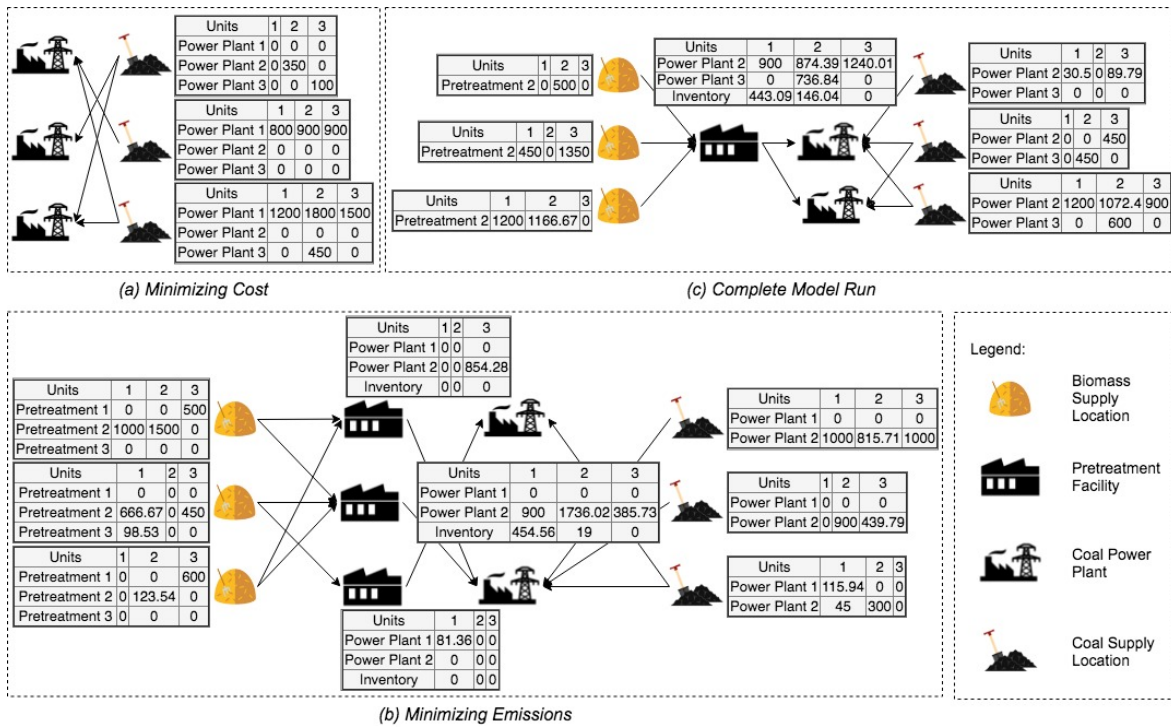 Units 1 2 3
Power Plant 1 0 0 0
Power Plant 2 0 350 0
Power Plant 3 0 0 100
Units 1 2 3
Power Plant 1 800 900 900
Power Plant 2 0 0 0
Power Plant 3 0 0 0
Units 1 2 3
Power Plant 1 1200 1800 1500
Power Plant 2 0 0 0
Power Plant 3 0 450 0
(a) Minimizing Cost
Units 1 2 3
Pretreatment 2 0 500 0
Units 1 2 3
Pretreatment 2 450 0 1350
Units 1 2 3
Pretreatment 2 1200 1166.67 0
Units 1 2 3
Power Plant 2 900 874.39 1240.01
Power Plant 3 0 736.84 0
Inventory 443.09 146.04 0
Units 1 2 3
Power Plant 2 30.5 0 89.79
Power Plant 3 0 0 0
Units 1 2 3
Power Plant 2 0 0 450
Power Plant 3 0 450 0
Units 1 2 3
Power Plant 2 1200 1072.4 900
Power Plant 3 0 600 0
(c) Complete Model Run
Units 1 2 3
Pretreatment 1 0 0 500
Pretreatment 2 1000 1500 0
Pretreatment 3 0 0 0
Units 1 2 3
Pretreatment 1 0 0 0
Pretreatment 2 666.67 0 450
Pretreatment 3 98.53 0 0
Units 1 2 3
Pretreatment 1 0 0 600
Pretreatment 2 0 123.54 0
Pretreatment 3 0 0 0
Units 1 2 3
Power Plant 1 0 0 0
Power Plant 2 0 0 854.28
Inventory 0 0 0
Units 1 2 3
Power Plant 1 0 0 0
Power Plant 2 900 1736.02 385.73
Inventory 454.56 19 0
Units 1 2 3
Power Plant 1 81.36 0 0
Power Plant 2 0 0 0
Inventory 0 0 0
Units 1 2 3
Power Plant 1 0 0 0
Power Plant 2 1000 815.71 1000
Units 1 2 3
Power Plant 1 0 0 0
Power Plant 2 0 900 439.79
Units 1 2 3
Power Plant 1 115.94 0 0
Power Plant 2 45 300 0
(b) Minimizing Emissions
Legend:
Biomass
Supply
Location
Pretreatment
Facility
Coal Power
Plant
Coal Supply
Location